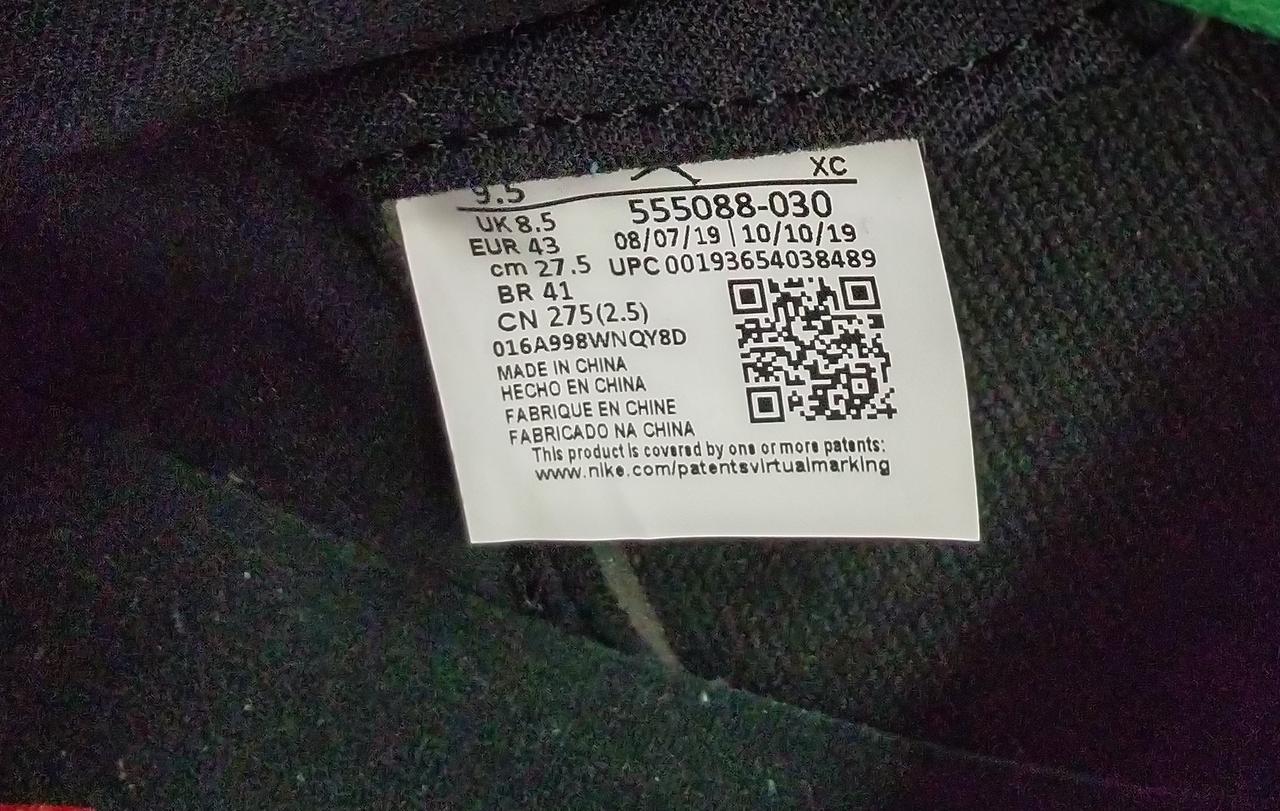 XC
9.5
555088-030
UK 8.5
08/07/19 | 10/10/19
EUR 43
UPC 00193654038489
cm 27.5
BR 41
CN 275(2.5)
016A998WNQY8D
MADE IN CHINA
HECHO EN CHINA
FABRIQUE EN CHINE
FABRICADO NA CHINA
This product is covered by one or more patents:
www.nike.com/patentsvirtualmarking